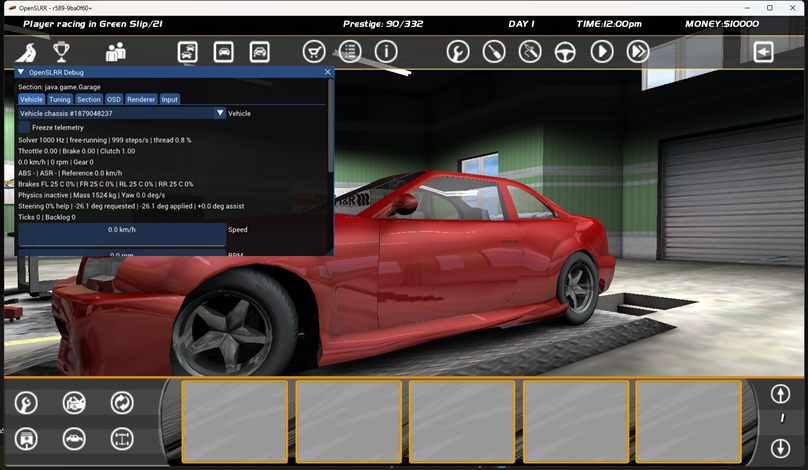 OpenSLRR - r589-9ba0f60+
Player racing in Green Slip/21 Prestige: 90/332 DAY 1 TIME:12:00pm MONEY:$10000
OpenSLRR Debug
Section: java.game.Garage
Vehicle Tuning Section OSD Renderer Input
Vehicle chassis #1879048237 Vehicle
Freeze telemetry
Solver 1000 Hz | free-running | 999 steps/s | thread 0.8 %
Throttle 0.00 | Brake 0.00 | Clutch 1.00
0.0 km/h | 0 rpm | Gear 0
ABS - | ASR - | Reference 0.0 km/h
Brakes FL 25 C 0% | FR 25 C 0% | RL 25 C 0% | RR 25 C 0%
Physics inactive | Mass 1524 kg | Yaw 0.0 deg/s
Steering 0% help | -26.1 deg requested | -26.1 deg applied | +0.0 deg assist
Ticks 0 | Backlog 0
0.0 km/h Speed
0.0 rpm RPM
1